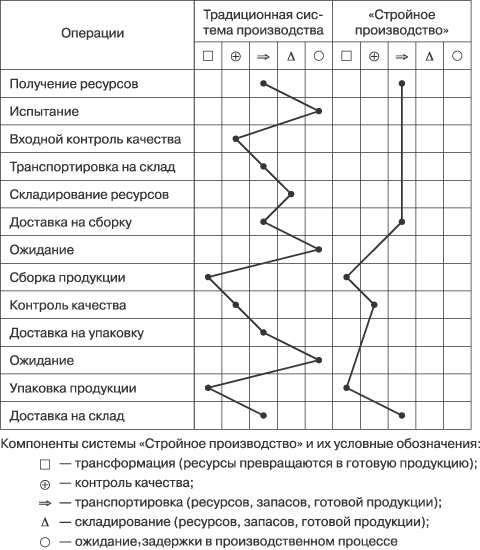 Операции
Традиционная сис-
тема производства
«Стройное
производство»
□ ⊕ ⇒ Δ ○ □ ⊕ ⇒ Δ ○
Получение ресурсов
Испытание
Входной контроль качества
Транспортировка на склад
Складирование ресурсов
Доставка на сборку
Ожидание
Сборка продукции
Контроль качества
Доставка на упаковку
Ожидание
Упаковка продукции
Доставка на склад
Компоненты системы «Стройное производство» и их условные обозначения:
□ — трансформация (ресурсы превращаются в готовую продукцию);
⊕ — контроль качества;
⇒ — транспортировка (ресурсов, запасов, готовой продукции);
Δ — складирование (ресурсов, запасов, готовой продукции);
○ — ожидание, задержки в производственном процессе